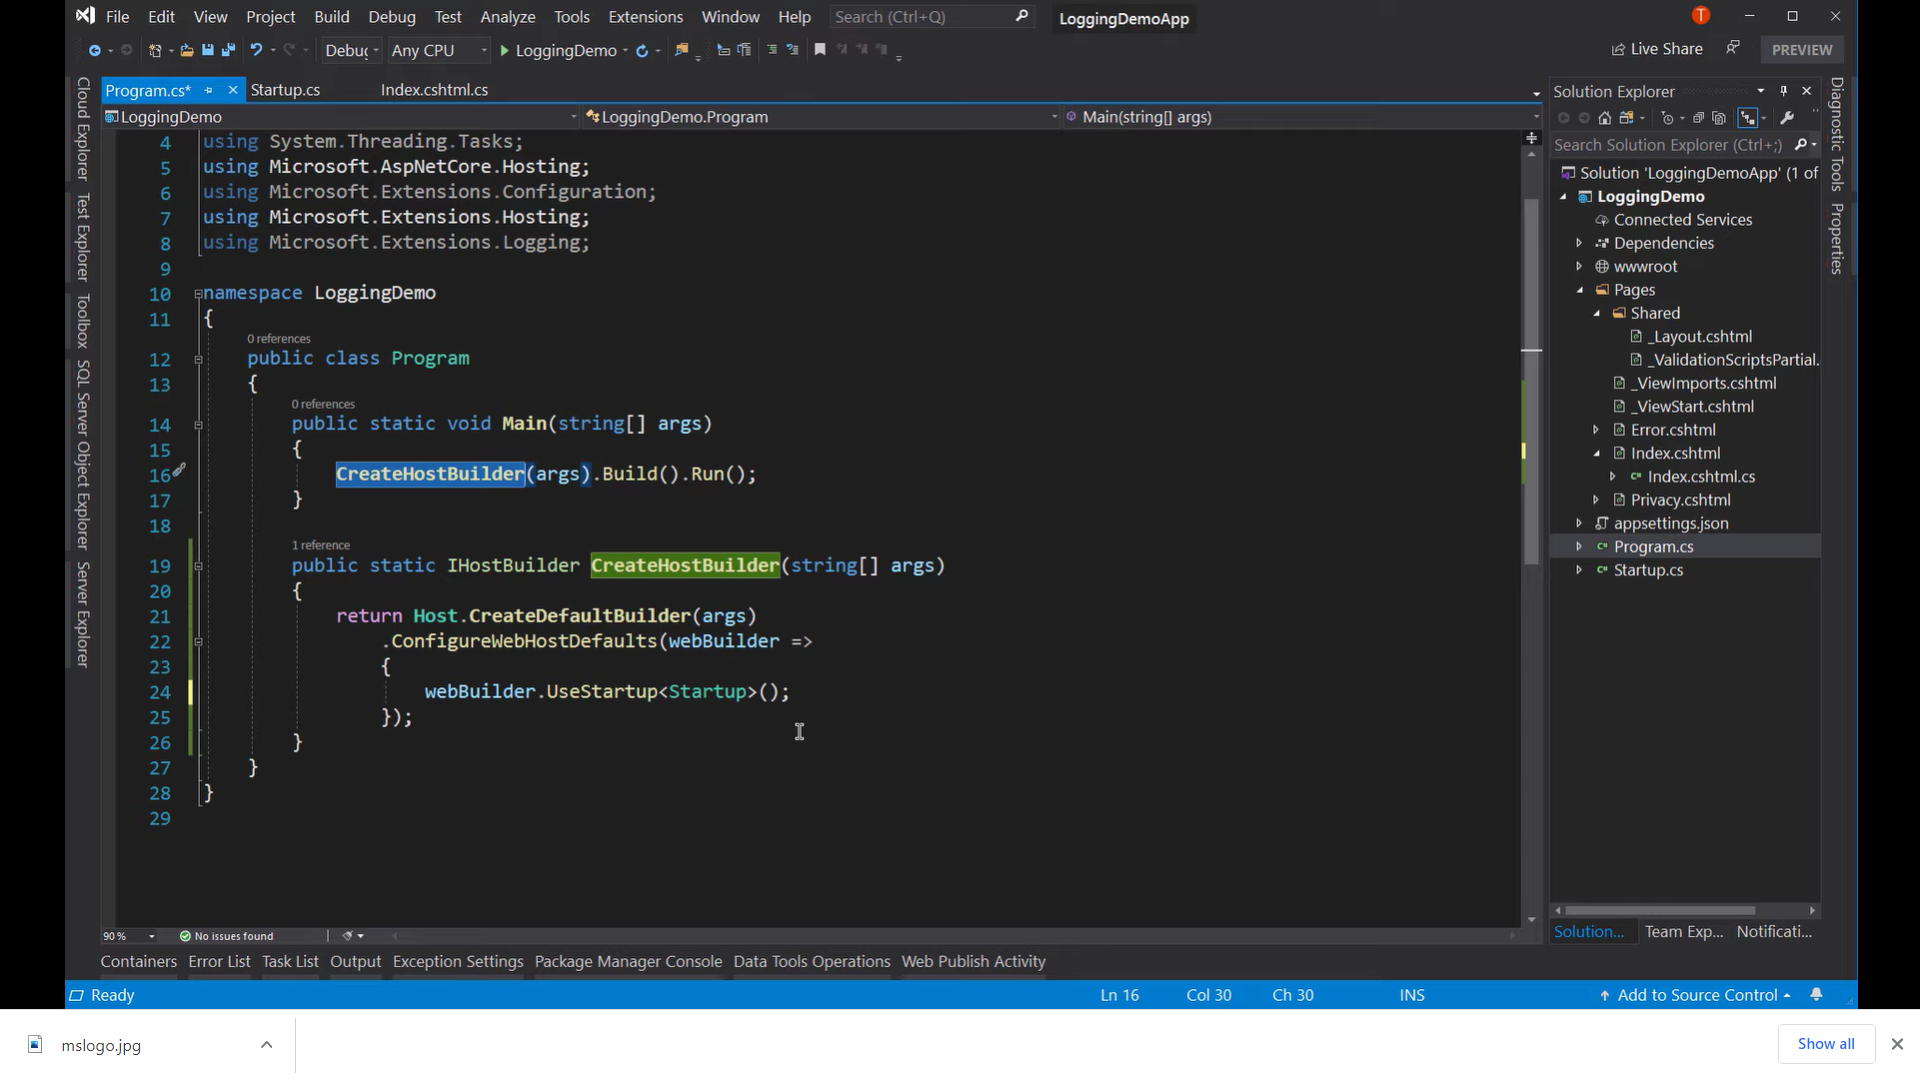 File Edit View Project Build Debug Test Analyze Tools Extensions Window Help Search (Ctrl+Q) LoggingDemoApp T
Debug Any CPU LoggingDemo Live Share PREVIEW
Program.cs* Startup.cs Index.cshtml.cs
LoggingDemo LoggingDemo.Program Main(string[] args)
Cloud Explorer
Test Explorer
Toolbox
SQL Server Object Explorer
Server Explorer
4 using System.Threading.Tasks;
5 using Microsoft.AspNetCore.Hosting;
6 using Microsoft.Extensions.Configuration;
7 using Microsoft.Extensions.Hosting;
8 using Microsoft.Extensions.Logging;
9
10 namespace LoggingDemo
11 {
0 references
12 public class Program
13 {
0 references
14 public static void Main(string[] args)
15 {
16 CreateHostBuilder(args).Build().Run();
17 }
18
1 reference
19 public static IHostBuilder CreateHostBuilder(string[] args)
20 {
21 return Host.CreateDefaultBuilder(args)
22 .ConfigureWebHostDefaults(webBuilder =>
23 {
24 webBuilder.UseStartup<Startup>();
25 });
26 }
27 }
28 }
29
90 % No issues found
Solution Explorer
Search Solution Explorer (Ctrl+;)
Solution 'LoggingDemoApp' (1 of
LoggingDemo
Connected Services
Dependencies
wwwroot
Pages
Shared
_Layout.cshtml
_ValidationScriptsPartial.
_ViewImports.cshtml
_ViewStart.cshtml
Error.cshtml
Index.cshtml
Index.cshtml.cs
Privacy.cshtml
appsettings.json
Program.cs
Startup.cs
Solution... Team Exp... Notificati...
Diagnostic Tools
Properties
Containers Error List Task List Output Exception Settings Package Manager Console Data Tools Operations Web Publish Activity
Ready Ln 16 Col 30 Ch 30 INS Add to Source Control
mslogo.jpg Show all